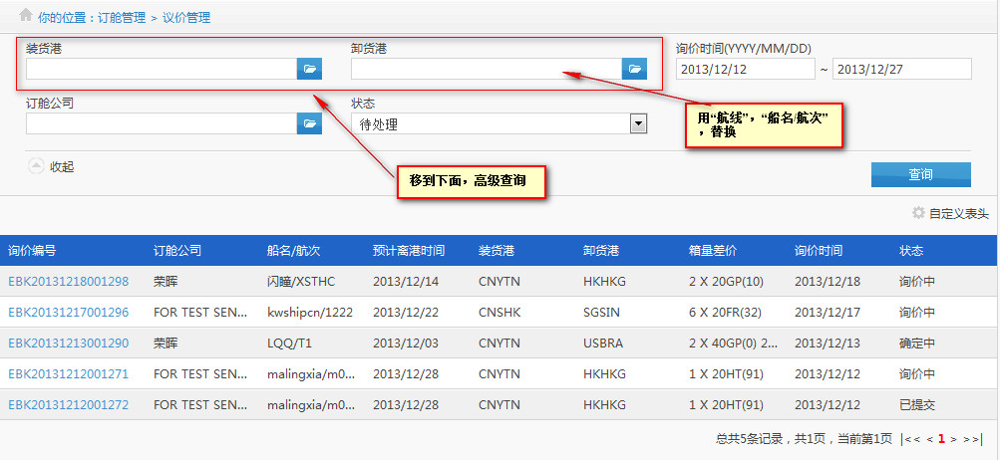 你的位置：订舱管理 > 议价管理
装货港
卸货港
询价时间(YYYY/MM/DD)
2013/12/12 ~ 2013/12/27
订舱公司
状态
待处理
用“航线”，“船名/航次”
，替换
移到下面，高级查询
收起
查询
自定义表头
询价编号 订舱公司 船名/航次 预计离港时间 装货港 卸货港 箱量差价 询价时间 状态
EBK20131218001298 荣晖 闪瞳/XSTHC 2013/12/14 CNYTN HKHKG 2 X 20GP(10) 2013/12/18 询价中
EBK20131217001296 FOR TEST SEN... kwshipcn/1222 2013/12/22 CNSHK SGSIN 6 X 20FR(32) 2013/12/17 询价中
EBK20131213001290 荣晖 LQQ/T1 2013/12/03 CNYTN USBRA 2 X 40GP(0) 2... 2013/12/13 确定中
EBK20131212001271 FOR TEST SEN... malingxia/m0... 2013/12/28 CNYTN HKHKG 1 X 20HT(91) 2013/12/12 询价中
EBK20131212001272 FOR TEST SEN... malingxia/m0... 2013/12/28 CNYTN HKHKG 1 X 20HT(91) 2013/12/12 已提交
总共5条记录，共1页，当前第1页 |<< < 1 > >>|